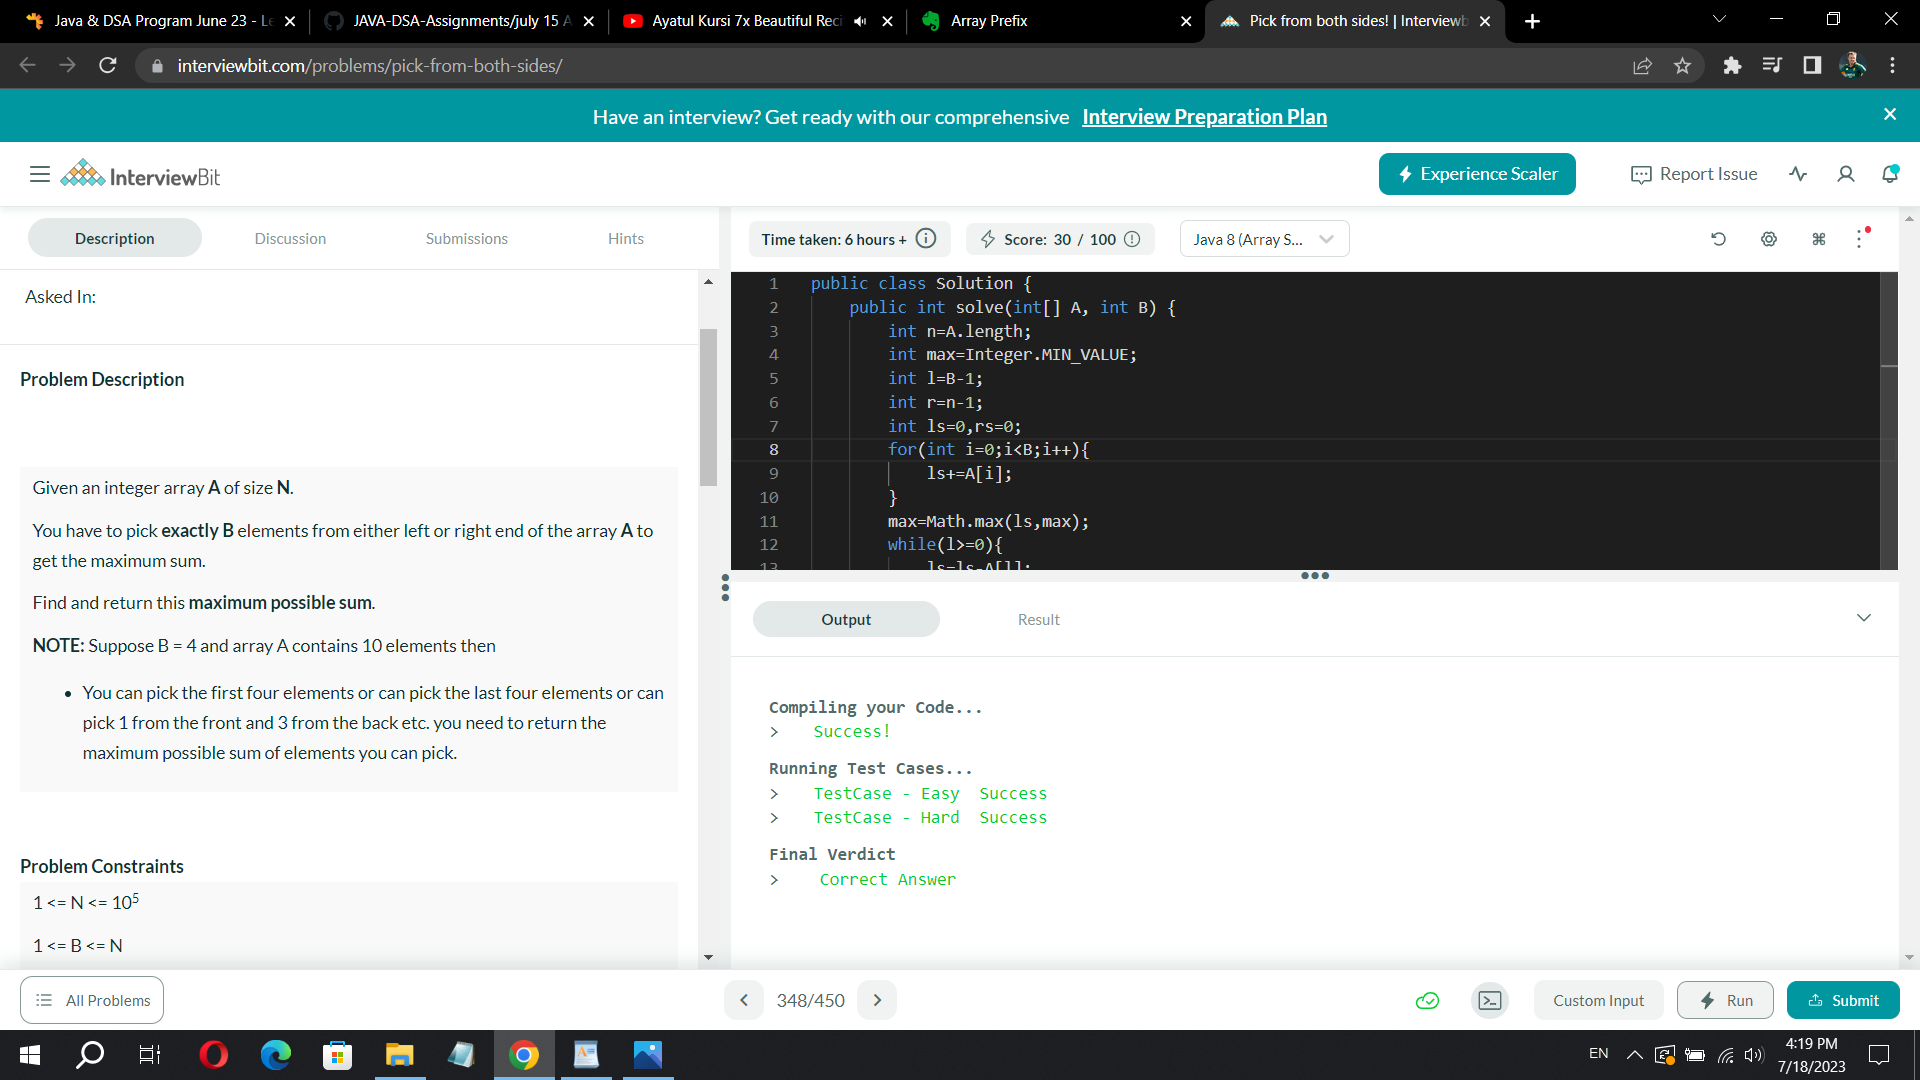 Java & DSA Program June 23 - Le
JAVA-DSA-Assignments/july 15 A
Ayatul Kursi 7x Beautiful Reci
Array Prefix
Pick from both sides! | Interviewb
interviewbit.com/problems/pick-from-both-sides/
Have an interview? Get ready with our comprehensive Interview Preparation Plan
InterviewBit
Experience Scaler
Report Issue
Description
Discussion
Submissions
Hints
Time taken: 6 hours +
Score: 30 / 100
Java 8 (Array S...
Asked In:
Problem Description
Given an integer array A of size N.
You have to pick exactly B elements from either left or right end of the array A to
get the maximum sum.
Find and return this maximum possible sum.
NOTE: Suppose B = 4 and array A contains 10 elements then
• You can pick the first four elements or can pick the last four elements or can
pick 1 from the front and 3 from the back etc. you need to return the
maximum possible sum of elements you can pick.
Problem Constraints
1 <= N <= 10⁵
1 <= B <= N
1 public class Solution {
2 public int solve(int[] A, int B) {
3 int n=A.length;
4 int max=Integer.MIN_VALUE;
5 int l=B-1;
6 int r=n-1;
7 int ls=0,rs=0;
8 for(int i=0;i<B;i++){
9 ls+=A[i];
10 }
11 max=Math.max(ls,max);
12 while(l>=0){
13 ls=ls-A[l];
Output
Result
Compiling your Code...
> Success!
Running Test Cases...
> TestCase - Easy Success
> TestCase - Hard Success
Final Verdict
> Correct Answer
All Problems
348/450
Custom Input
Run
Submit
EN
4:19 PM
7/18/2023